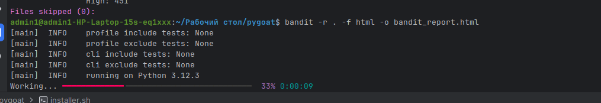 High: 451
Files skipped (0):
admin1@admin1-HP-Laptop-15s-eq1xxx:~/Рабочий стол/pygoat$ bandit -r . -f html -o bandit_report.html
[main]  INFO    profile include tests: None
[main]  INFO    profile exclude tests: None
[main]  INFO    cli include tests: None
[main]  INFO    cli exclude tests: None
[main]  INFO    running on Python 3.12.3
Working... 33% 0:00:09
installer.sh